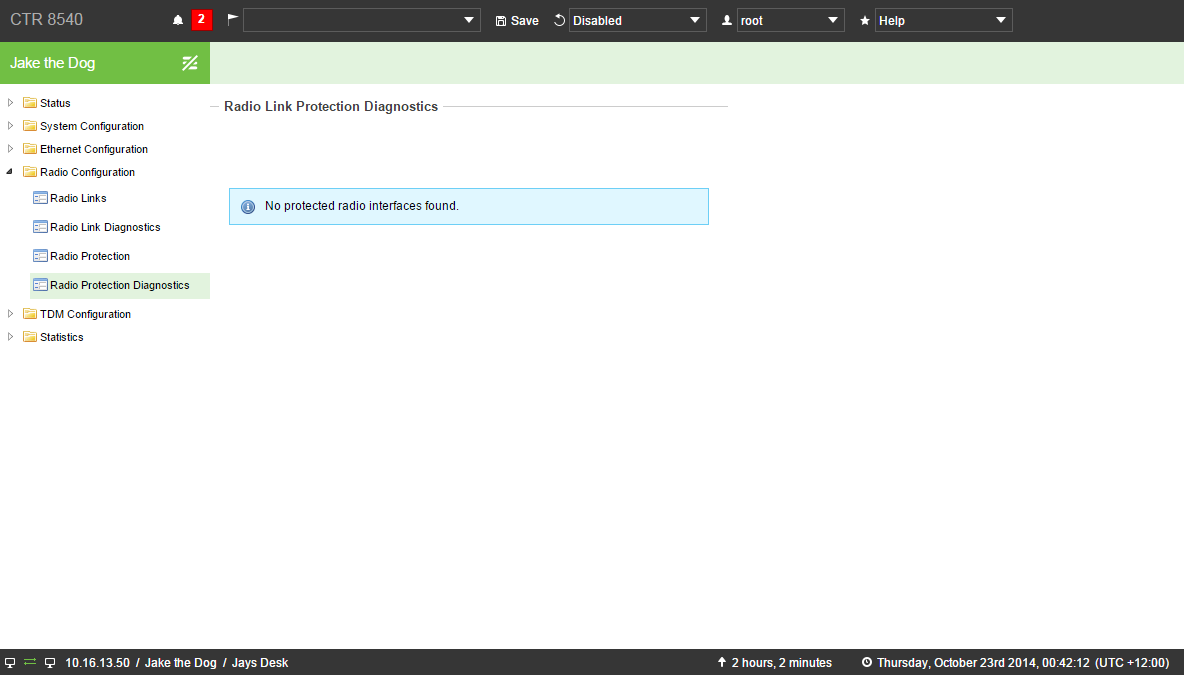 CTR 8540 2 Save Disabled root Help
Jake the Dog
Status
System Configuration
Ethernet Configuration
Radio Configuration
Radio Links
Radio Link Diagnostics
Radio Protection
Radio Protection Diagnostics
TDM Configuration
Statistics
Radio Link Protection Diagnostics
No protected radio interfaces found.
10.16.13.50 / Jake the Dog / Jays Desk 2 hours, 2 minutes Thursday, October 23rd 2014, 00:42:12 (UTC +12:00)